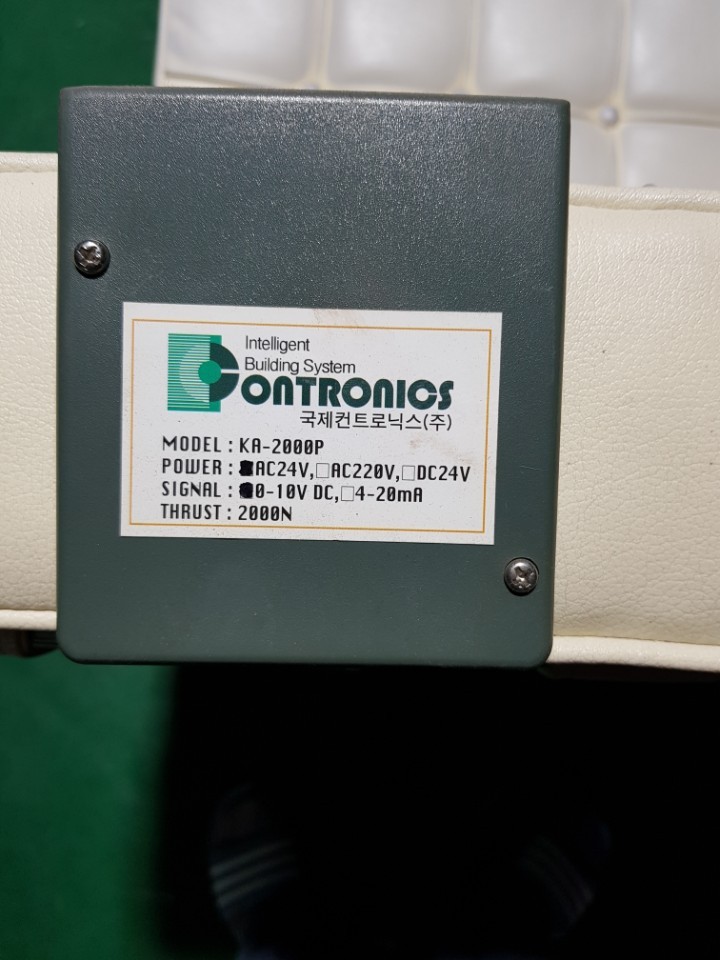 Intelligent
Building System
CONTRONICS
국제컨트로닉스(주)
MODEL : KA-2000P
POWER : ■AC24V, □AC220V, □DC24V
SIGNAL : ■0-10V DC, □4-20mA
THRUST : 2000N